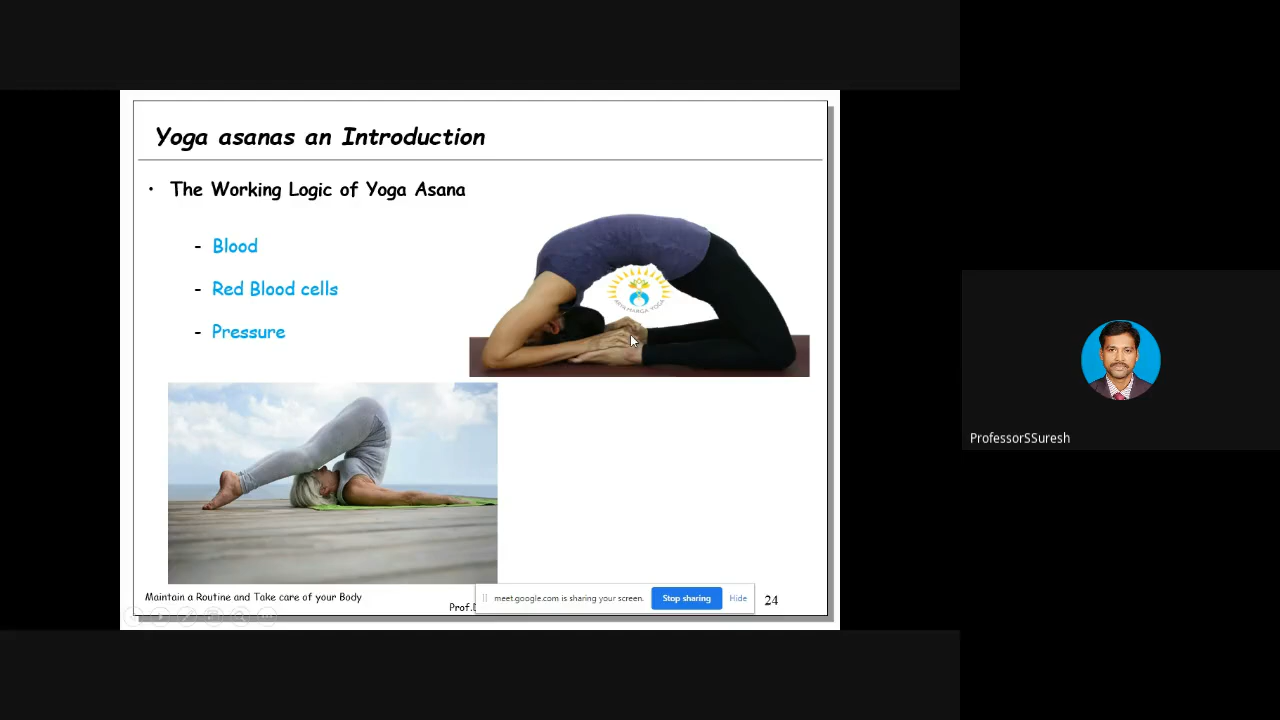 Yoga asanas an Introduction
• The Working Logic of Yoga Asana
- Blood
- Red Blood cells
- Pressure
ProfessorSSuresh
Maintain a Routine and Take care of your Body
meet.google.com is sharing your screen.
Stop sharing
Hide
24